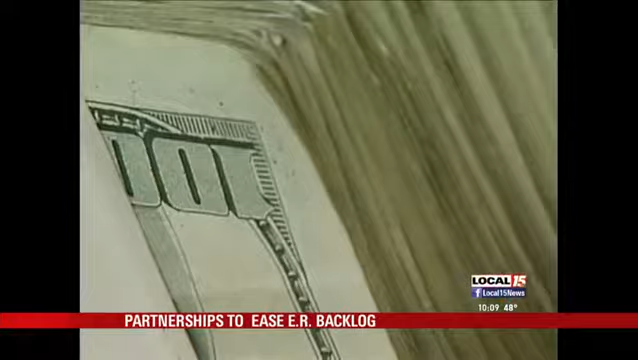 100
LOCAL 15
f Local15News
10:09 48°
PARTNERSHIPS TO EASE E.R. BACKLOG